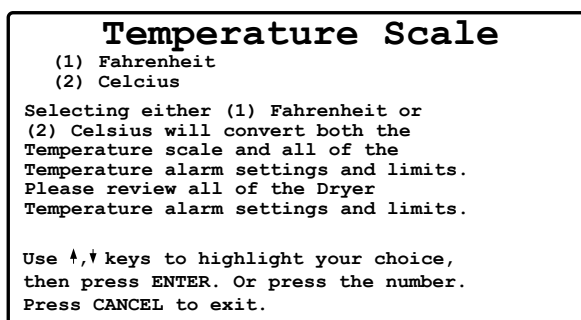 Temperature Scale
(1) Fahrenheit
(2) Celcius
Selecting either (1) Fahrenheit or
(2) Celsius will convert both the
Temperature scale and all of the
Temperature alarm settings and limits.
Please review all of the Dryer
Temperature alarm settings and limits.
Use ↑,↓ keys to highlight your choice,
then press ENTER. Or press the number.
Press CANCEL to exit.